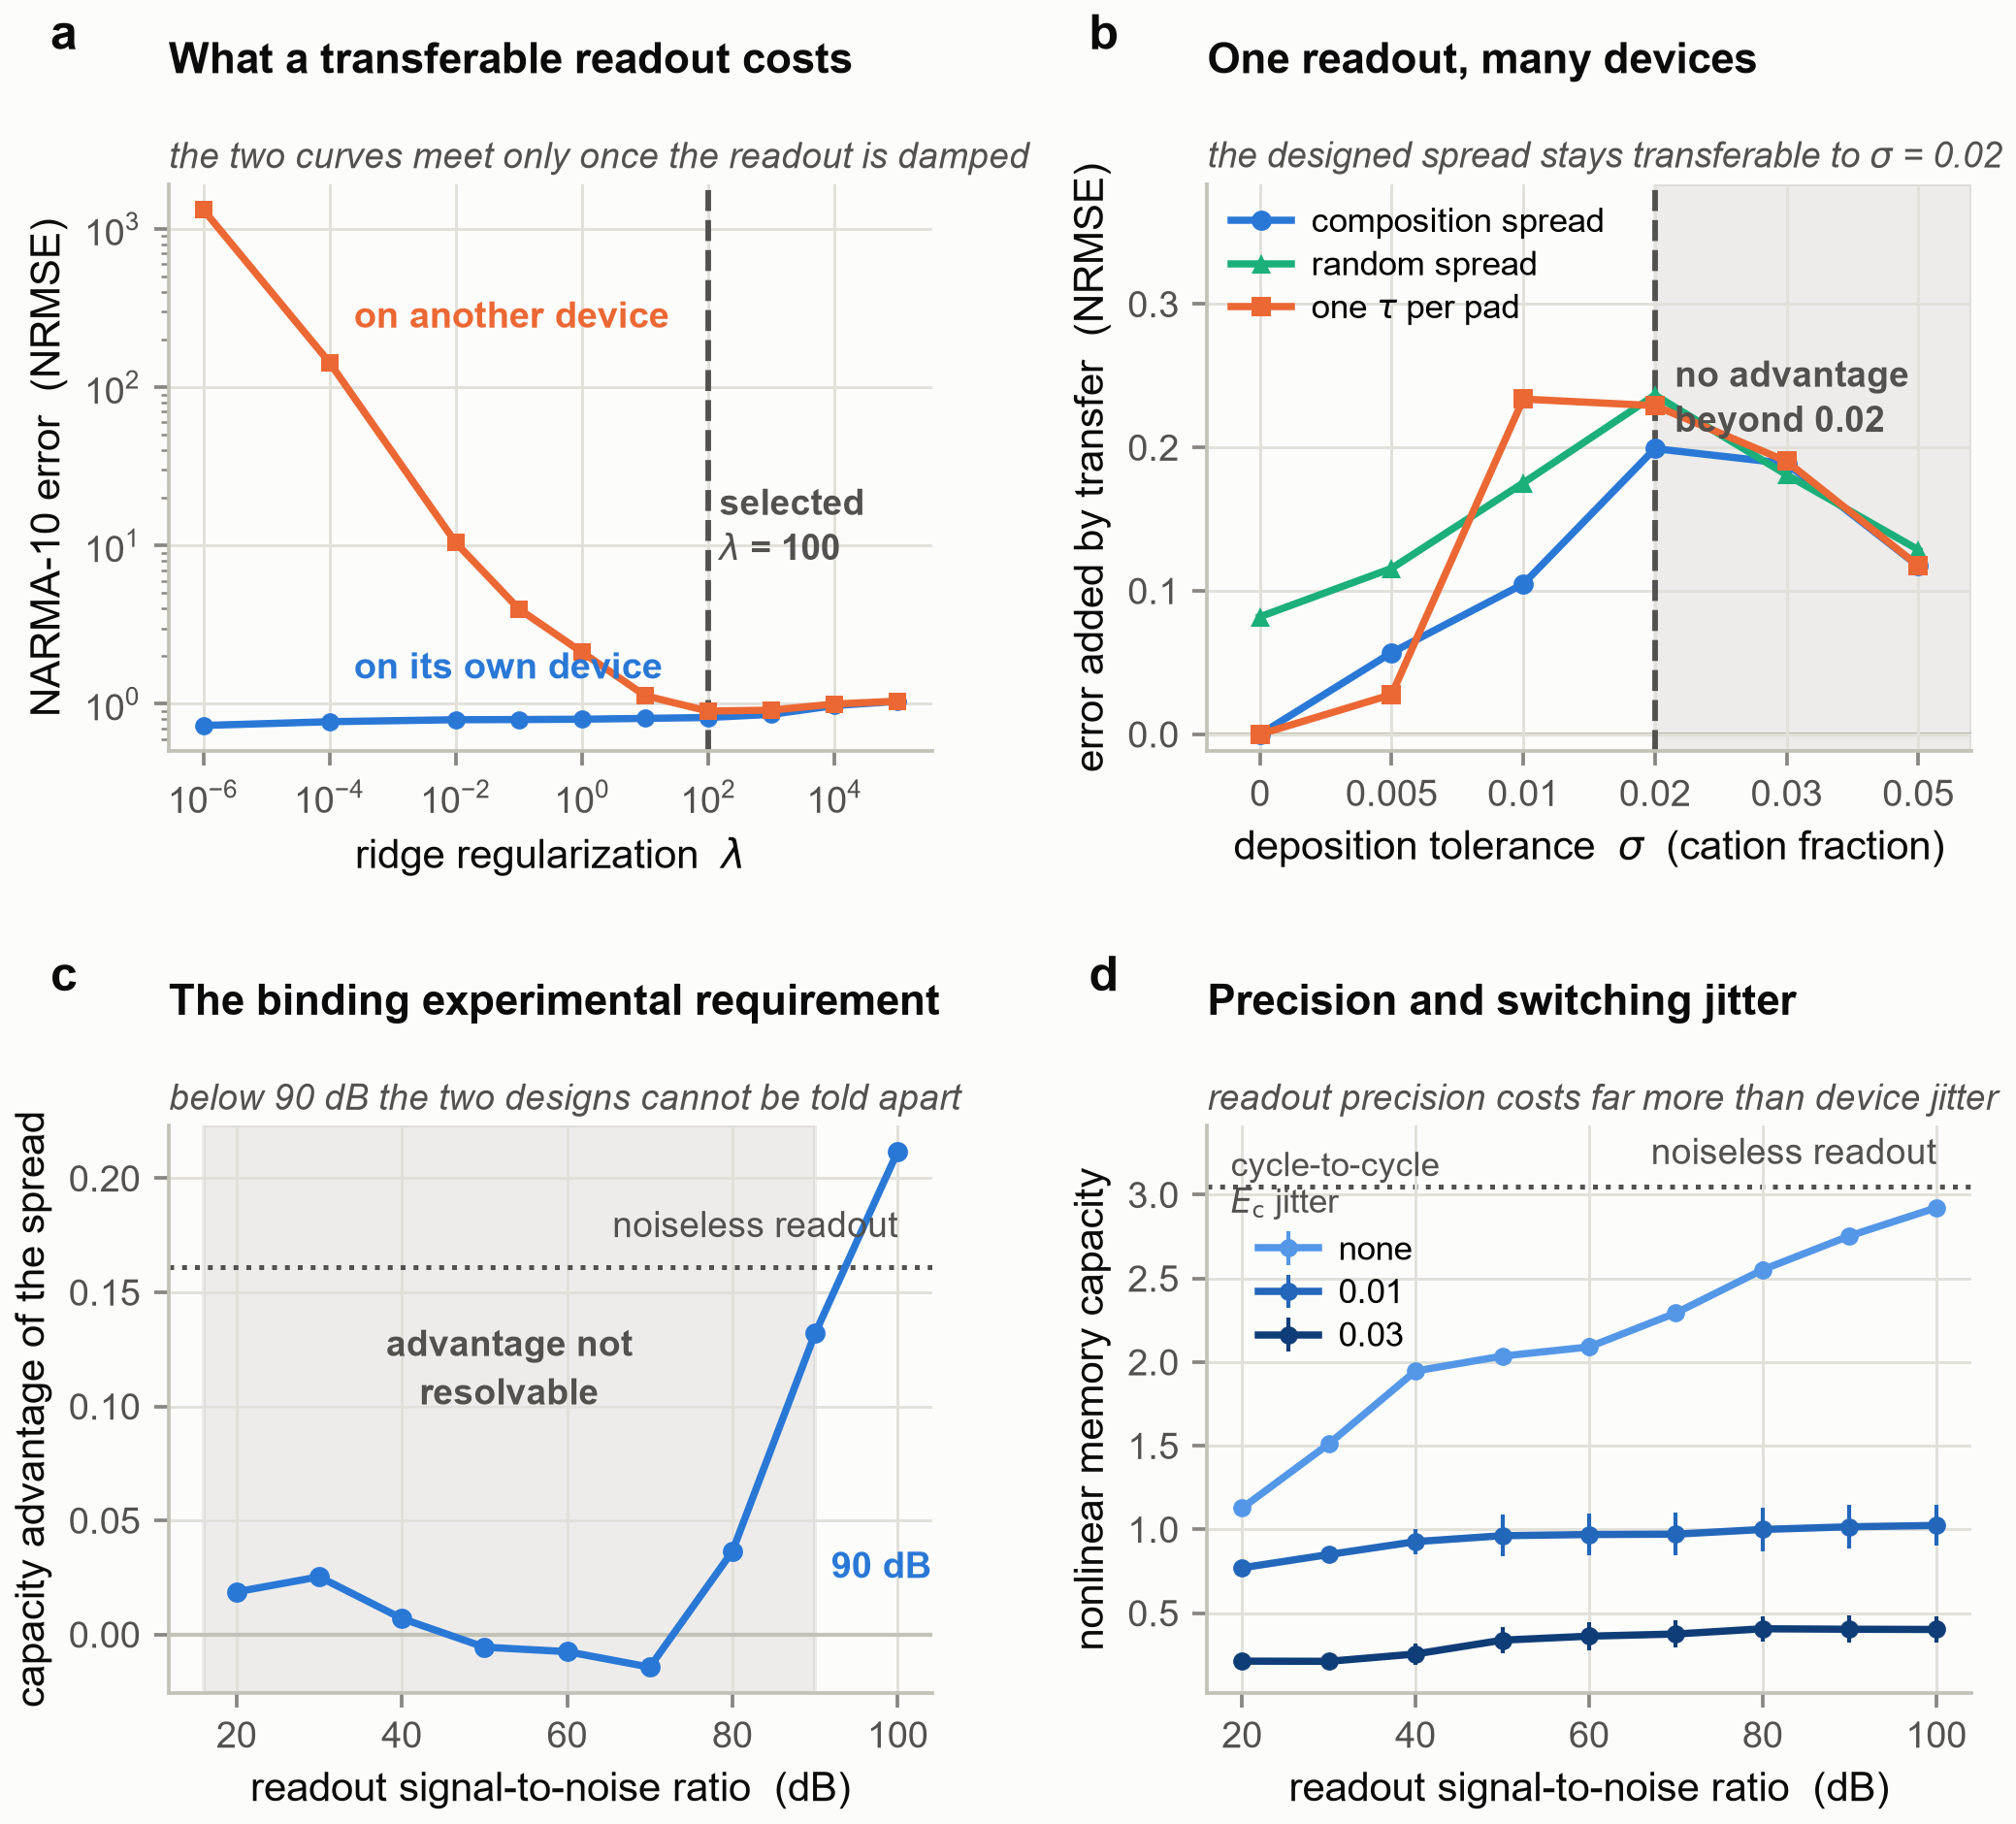 a
What a transferable readout costs
the two curves meet only once the readout is damped
NARMA-10 error (NRMSE)
10³
10²
10¹
10⁰
on another device
selected
λ = 100
on its own device
10⁻⁶
10⁻⁴
10⁻²
10⁰
10²
10⁴
ridge regularization λ
b
One readout, many devices
the designed spread stays transferable to σ = 0.02
error added by transfer (NRMSE)
composition spread
random spread
one τ per pad
0.3
0.2
0.1
0.0
no advantage
beyond 0.02
0
0.005
0.01
0.02
0.03
0.05
deposition tolerance σ (cation fraction)
c
The binding experimental requirement
below 90 dB the two designs cannot be told apart
capacity advantage of the spread
0.20
0.15
0.10
0.05
0.00
noiseless readout
advantage not
resolvable
90 dB
20
40
60
80
100
readout signal-to-noise ratio (dB)
d
Precision and switching jitter
readout precision costs far more than device jitter
nonlinear memory capacity
noiseless readout
cycle-to-cycle
E_c jitter
none
0.01
0.03
3.0
2.5
2.0
1.5
1.0
0.5
20
40
60
80
100
readout signal-to-noise ratio (dB)